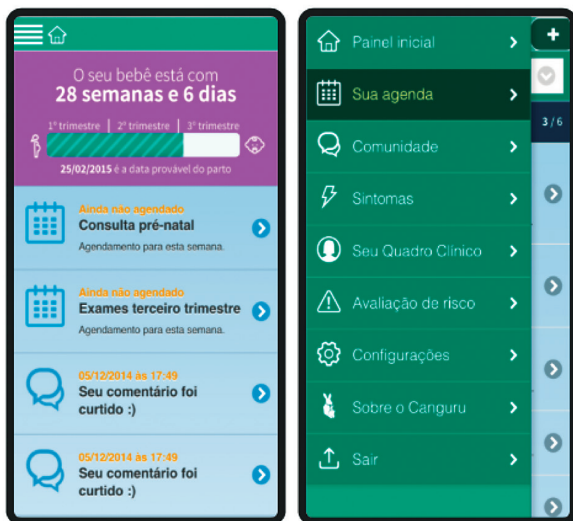 O seu bebê está com
28 semanas e 6 dias
1º trimestre | 2º trimestre | 3º trimestre
25/02/2015 é a data provável do parto
Ainda não agendado
Consulta pré-natal
Agendamento para esta semana.
Ainda não agendado
Exames terceiro trimestre
Agendamento para esta semana.
05/12/2014 às 17:49
Seu comentário foi
curtido :)
05/12/2014 às 17:49
Seu comentário foi
curtido :)
Painel inicial
Sua agenda
Comunidade
Sintomas
Seu Quadro Clínico
Avaliação de risco
Configurações
Sobre o Canguru
Sair
+
3 / 6